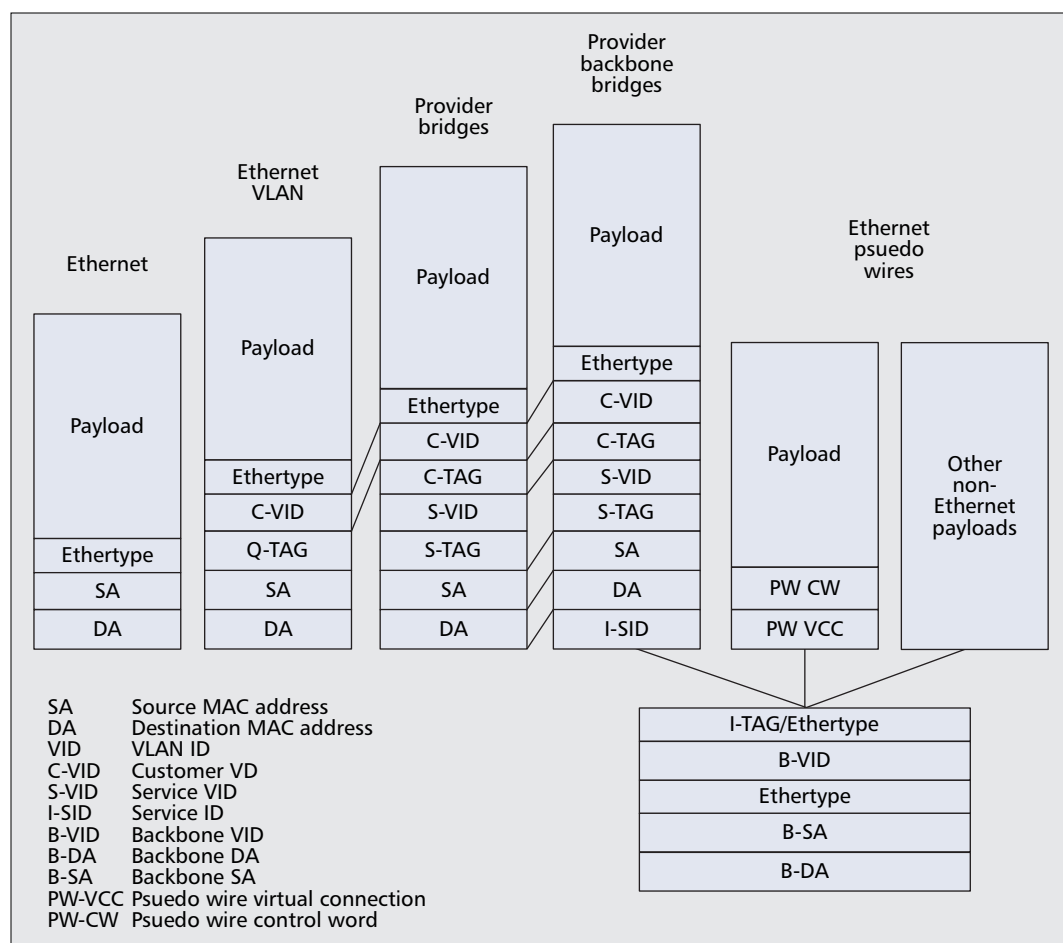 Ethernet
Payload
Ethertype
SA
DA
Ethernet
VLAN
Payload
Ethertype
C-VID
Q-TAG
SA
DA
Provider
bridges
Payload
Ethertype
C-VID
C-TAG
S-VID
S-TAG
SA
DA
Provider
backbone
bridges
Payload
Ethertype
C-VID
C-TAG
S-VID
S-TAG
SA
DA
I-SID
Ethernet
psuedo
wires
Payload
PW CW
PW VCC
Other
non-
Ethernet
payloads
I-TAG/Ethertype
B-VID
Ethertype
B-SA
B-DA
SA Source MAC address
DA Destination MAC address
VID VLAN ID
C-VID Customer VD
S-VID Service VID
I-SID Service ID
B-VID Backbone VID
B-DA Backbone DA
B-SA Backbone SA
PW-VCC Psuedo wire virtual connection
PW-CW Psuedo wire control word